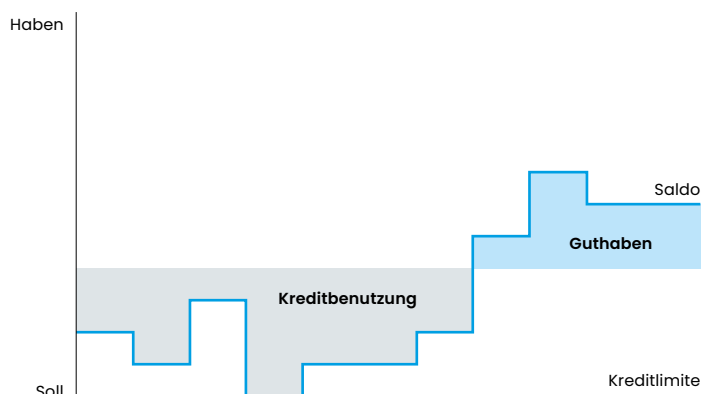 Haben
Saldo
Guthaben
Kreditbenutzung
Kreditlimite
Soll